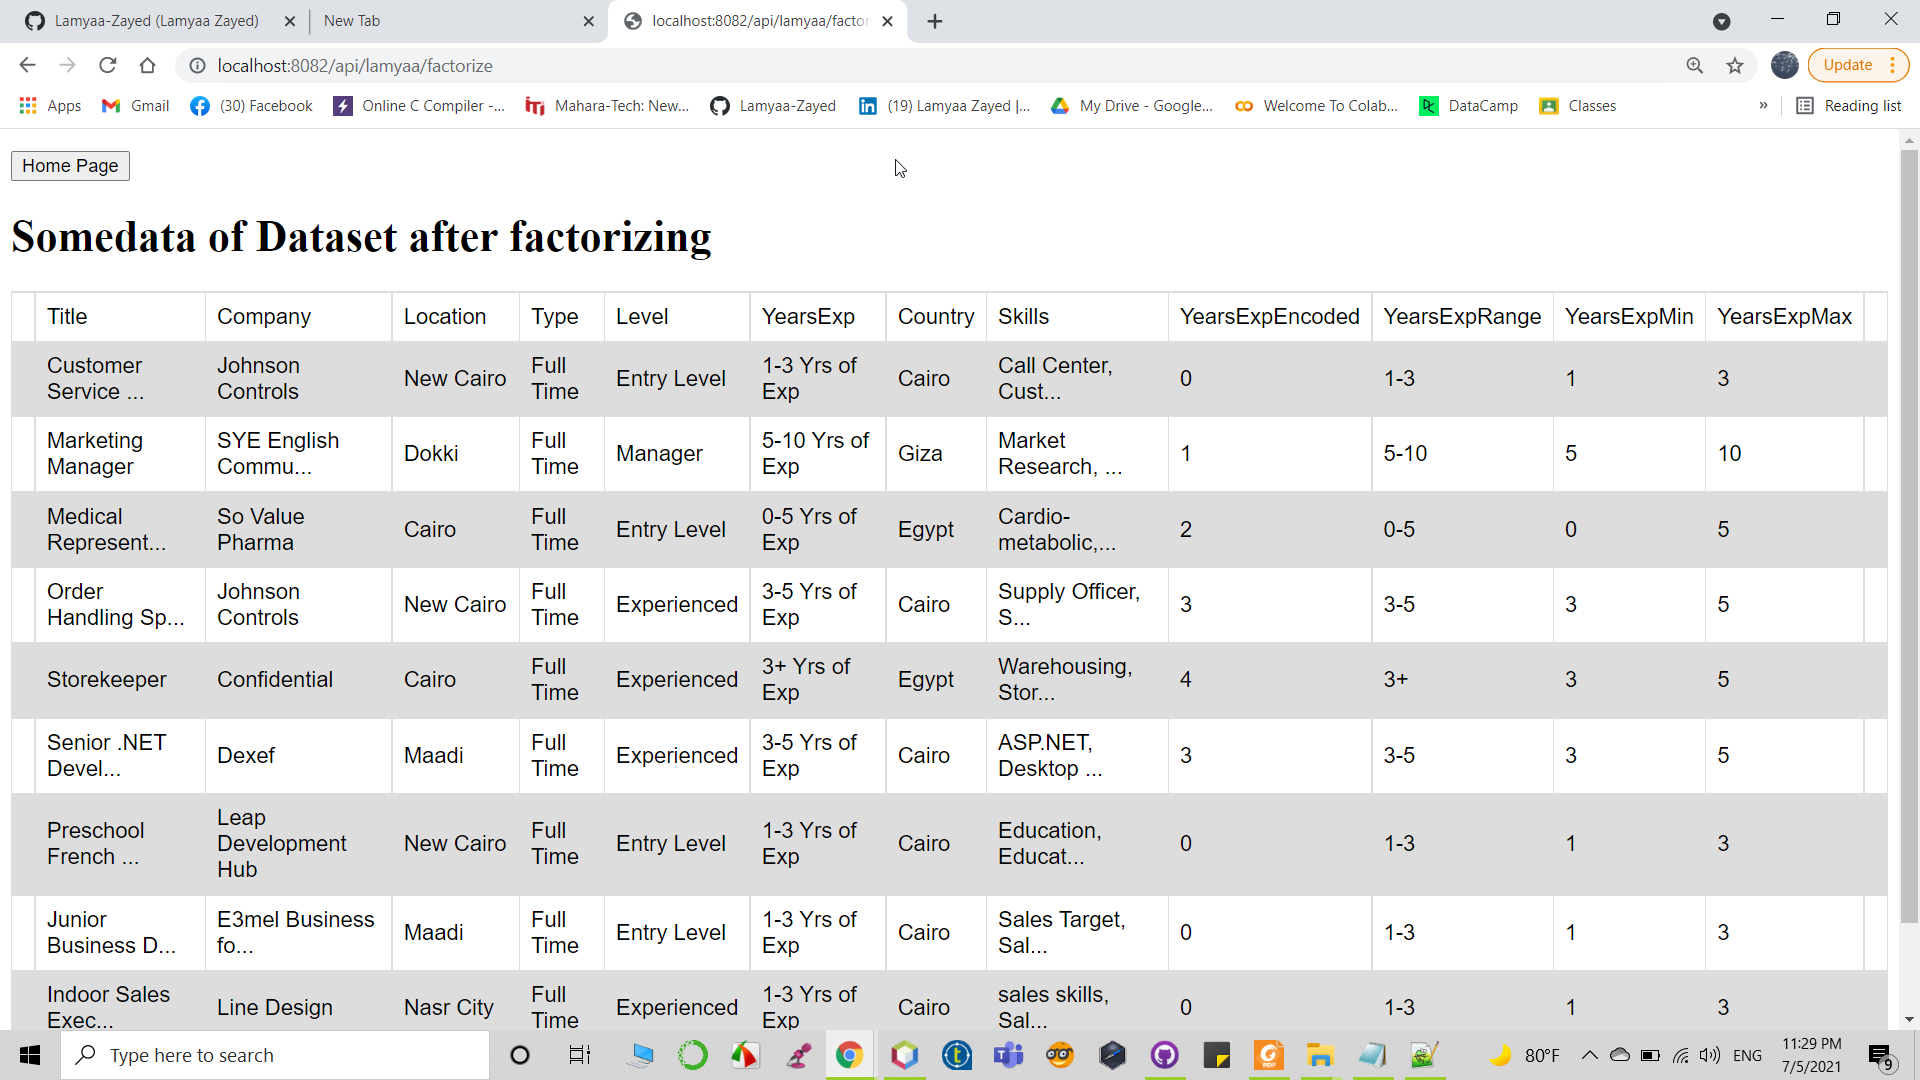 Lamyaa-Zayed (Lamyaa Zayed)
New Tab
localhost:8082/api/lamyaa/factor
localhost:8082/api/lamyaa/factorize
Update
Apps
Gmail
(30) Facebook
Online C Compiler -...
Mahara-Tech: New...
Lamyaa-Zayed
(19) Lamyaa Zayed |...
My Drive - Google...
Welcome To Colab...
DataCamp
Classes
»
Reading list
Home Page
Somedata of Dataset after factorizing
Title Company Location Type Level YearsExp Country Skills YearsExpEncoded YearsExpRange YearsExpMin YearsExpMax
Customer Service ... Johnson Controls New Cairo Full Time Entry Level 1-3 Yrs of Exp Cairo Call Center, Cust... 0 1-3 1 3
Marketing Manager SYE English Commu... Dokki Full Time Manager 5-10 Yrs of Exp Giza Market Research, ... 1 5-10 5 10
Medical Represent... So Value Pharma Cairo Full Time Entry Level 0-5 Yrs of Exp Egypt Cardio-metabolic,... 2 0-5 0 5
Order Handling Sp... Johnson Controls New Cairo Full Time Experienced 3-5 Yrs of Exp Cairo Supply Officer, S... 3 3-5 3 5
Storekeeper Confidential Cairo Full Time Experienced 3+ Yrs of Exp Egypt Warehousing, Stor... 4 3+ 3 5
Senior .NET Devel... Dexef Maadi Full Time Experienced 3-5 Yrs of Exp Cairo ASP.NET, Desktop ... 3 3-5 3 5
Preschool French ... Leap Development Hub New Cairo Full Time Entry Level 1-3 Yrs of Exp Cairo Education, Educat... 0 1-3 1 3
Junior Business D... E3mel Business fo... Maadi Full Time Entry Level 1-3 Yrs of Exp Cairo Sales Target, Sal... 0 1-3 1 3
Indoor Sales Exec... Line Design Nasr City Full Time Experienced 1-3 Yrs of Exp Cairo sales skills, Sal... 0 1-3 1 3
Type here to search
80°F
ENG
11:29 PM
7/5/2021
9